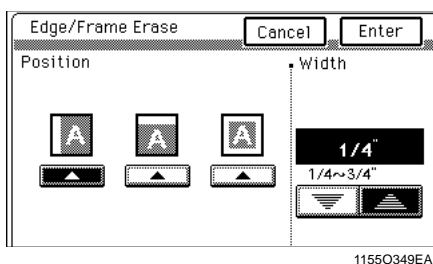 Edge/Frame Erase
Cancel
Enter
Position
Width
A
A
A
1/4"
1/4~3/4"
1155O349EA